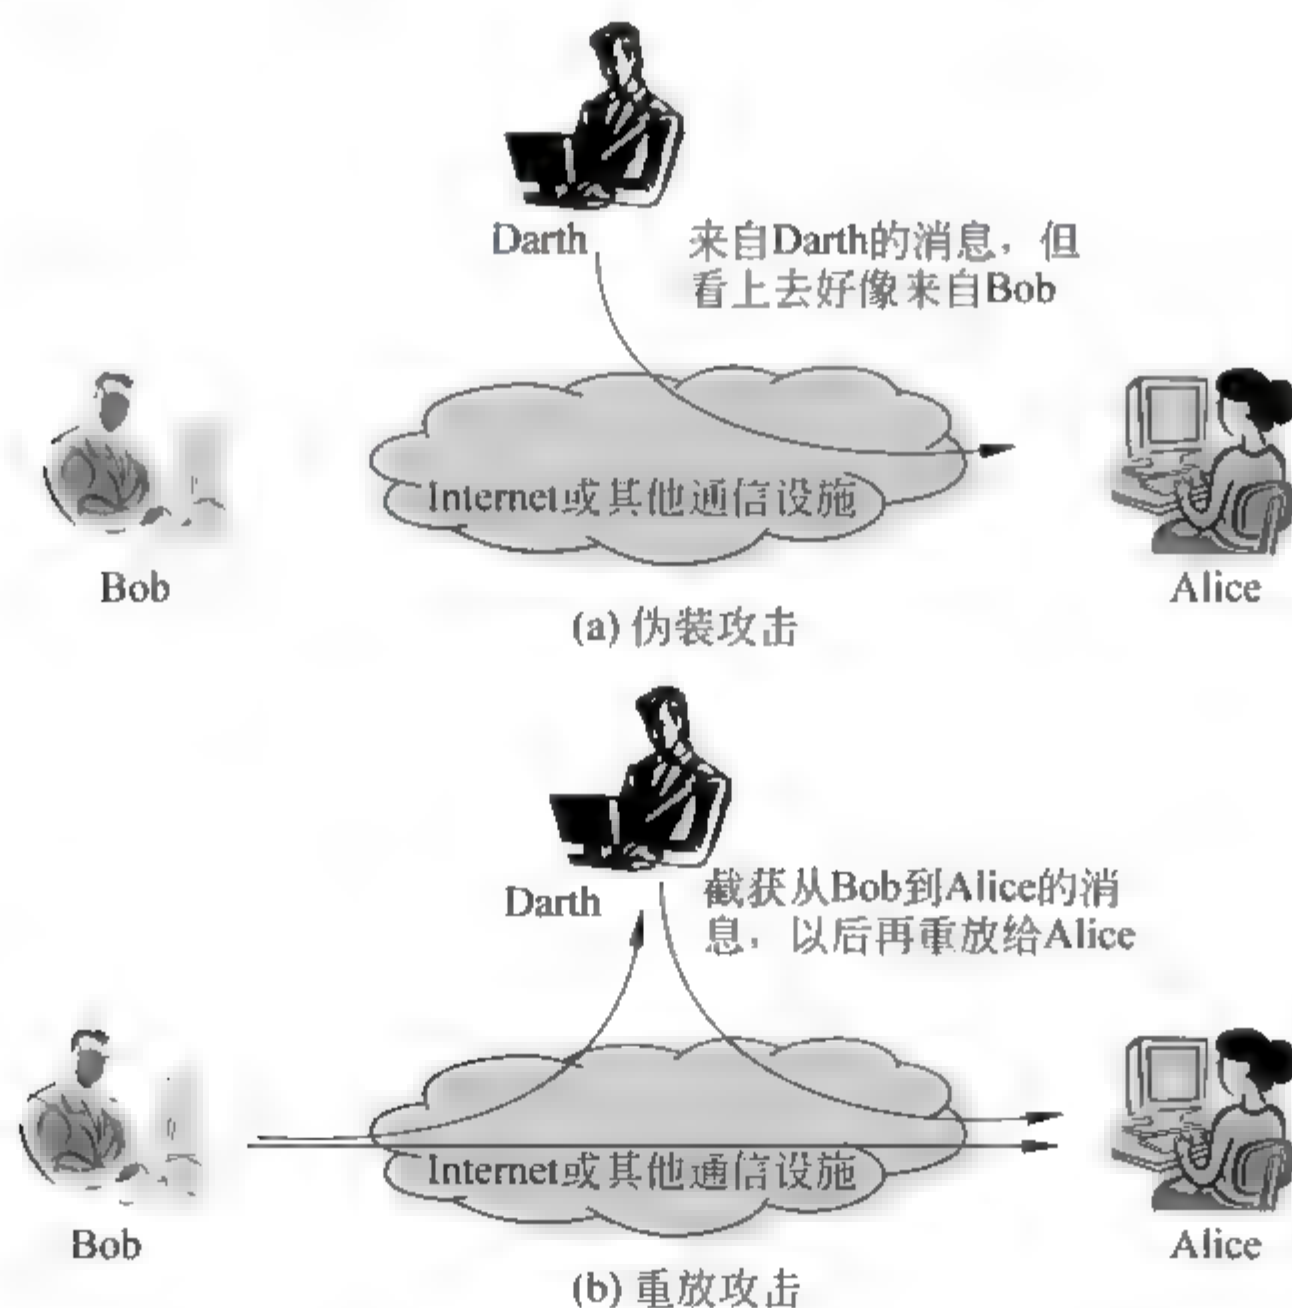 Darth
来自Darth的消息，但
看上去好像来自Bob
Internet或其他通信设施
Bob
Alice
(a) 伪装攻击
Darth
截获从Bob到Alice的消
息，以后再重放给Alice
Internet或其他通信设施
Bob
Alice
(b) 重放攻击